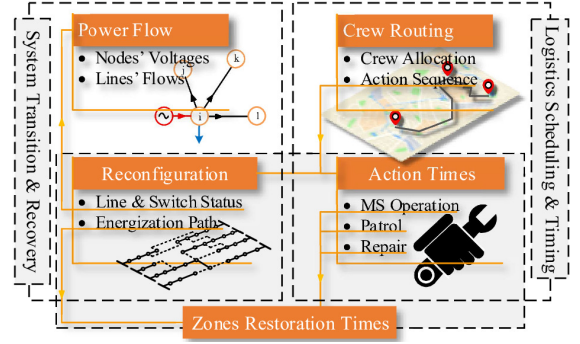 System Transition & Recovery
Power Flow
• Nodes' Voltages
• Lines' Flows
j
k
i
l
Crew Routing
• Crew Allocation
• Action Sequence
Logistics Scheduling & Timing
Reconfiguration
• Line & Switch Status
• Energization Path
Action Times
• MS Operation
• Patrol
• Repair
Zones Restoration Times